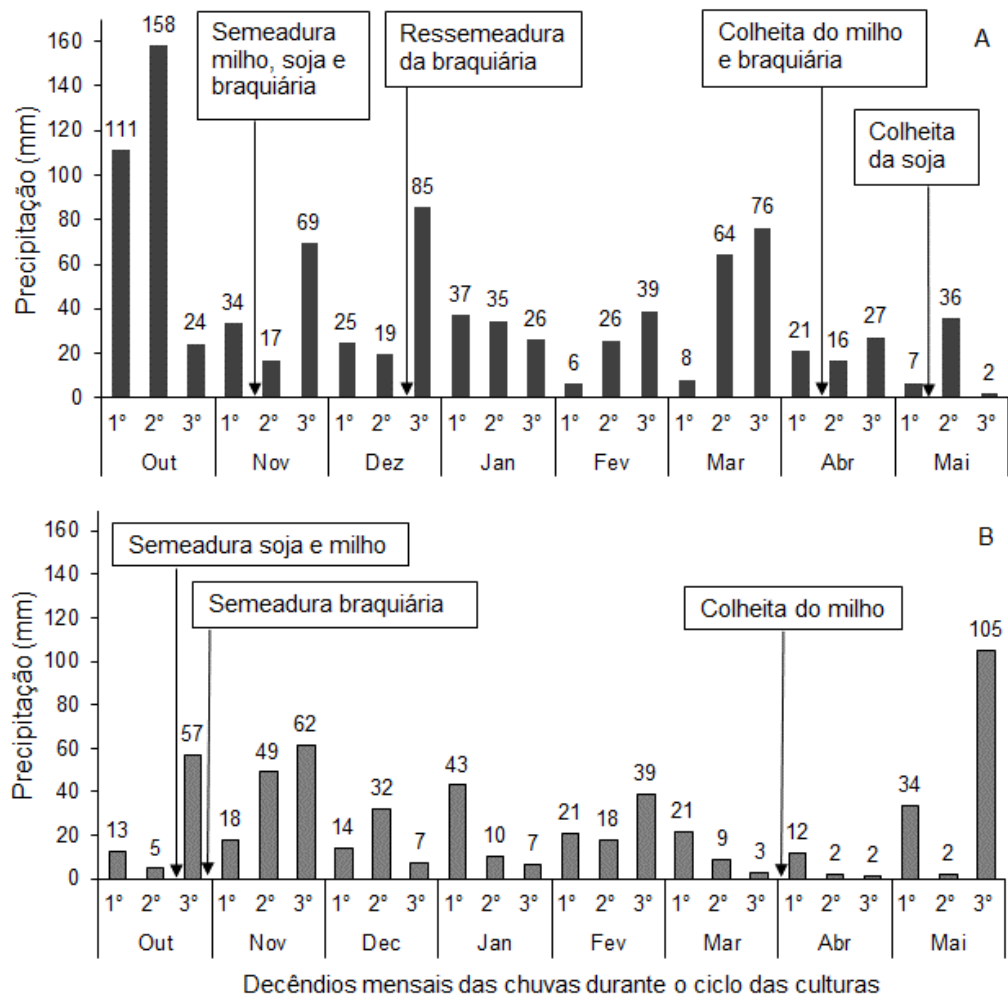 A
Semeadura
milho, soja e
braquiária
Ressemeadura
da braquiária
Colheita do milho
e braquiária
Colheita
da soja
Precipitação (mm)
160
140
120
100
80
60
40
20
0
111 158 24 34 17 69 25 19 85 37 35 26 6 26 39 8 64 76 21 16 27 7 36 2
1° 2° 3° 1° 2° 3° 1° 2° 3° 1° 2° 3° 1° 2° 3° 1° 2° 3° 1° 2° 3° 1° 2° 3°
Out Nov Dez Jan Fev Mar Abr Mai
B
Semeadura soja e milho
Semeadura braquiária
Colheita do milho
Precipitação (mm)
160
140
120
100
80
60
40
20
0
13 5 57 18 49 62 14 32 7 43 10 7 21 18 39 21 9 3 12 2 2 34 2 105
1° 2° 3° 1° 2° 3° 1° 2° 3° 1° 2° 3° 1° 2° 3° 1° 2° 3° 1° 2° 3° 1° 2° 3°
Out Nov Dec Jan Fev Mar Abr Mai
Decêndios mensais das chuvas durante o ciclo das culturas